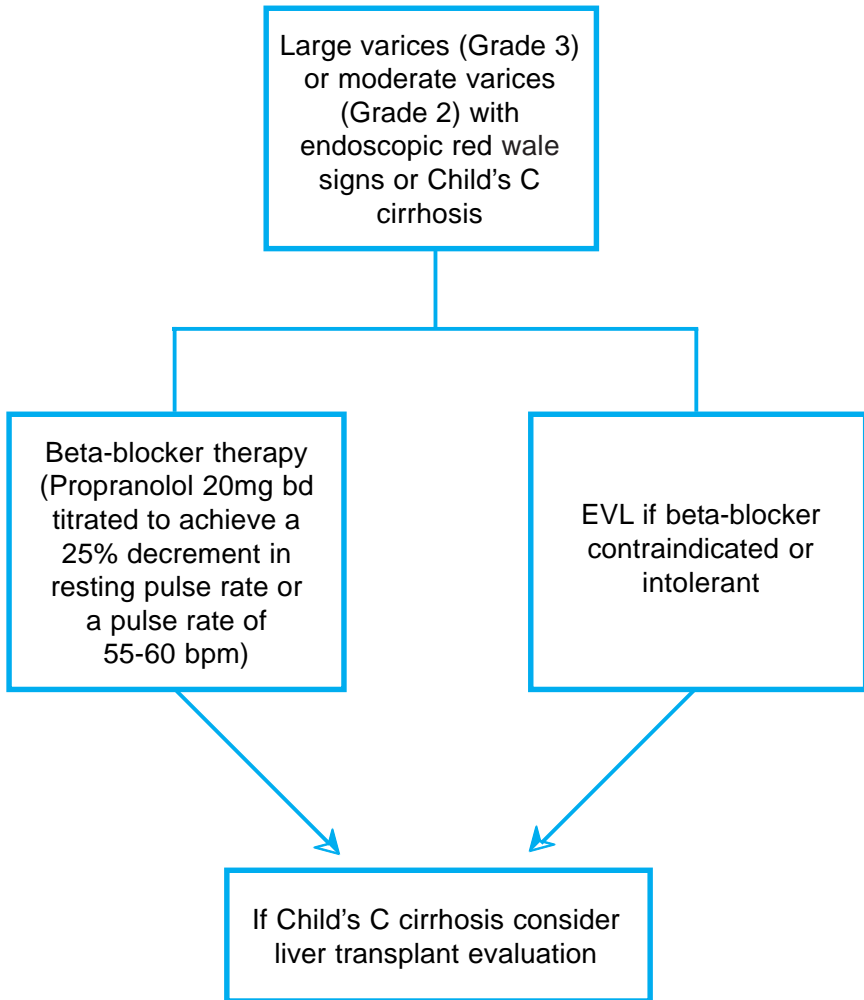 Large varices (Grade 3)
or moderate varices
(Grade 2) with
endoscopic red wale
signs or Child's C
cirrhosis
Beta-blocker therapy
(Propranolol 20mg bd
titrated to achieve a
25% decrement in
resting pulse rate or
a pulse rate of
55-60 bpm)
EVL if beta-blocker
contraindicated or
intolerant
If Child's C cirrhosis consider
liver transplant evaluation